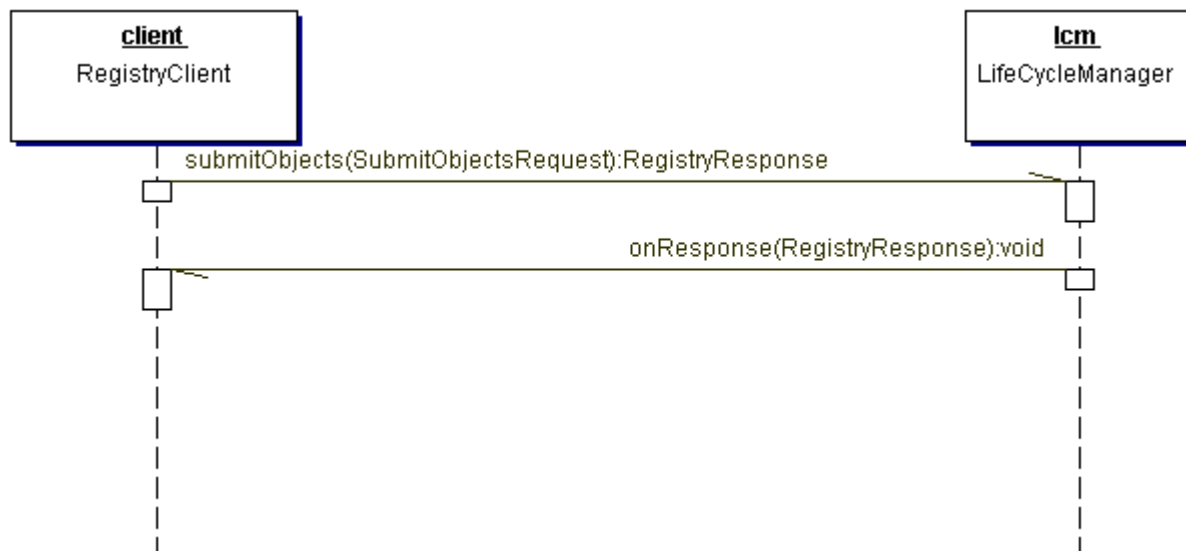 client
RegistryClient
lcm
LifeCycleManager
submitObjects(SubmitObjectsRequest):RegistryResponse
onResponse(RegistryResponse):void